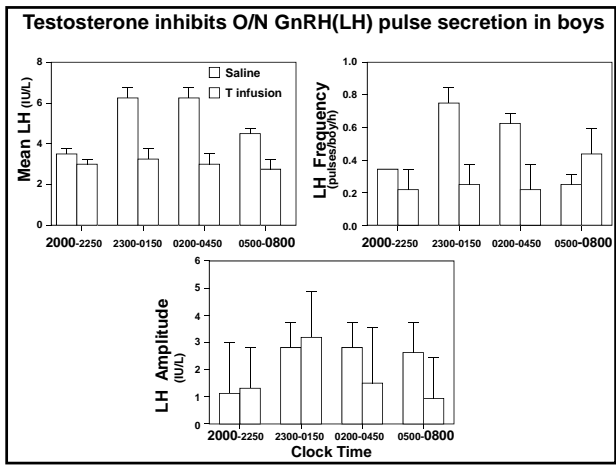 Testosterone inhibits O/N GnRH(LH) pulse secretion in boys
Mean LH (IU/L)
8
6
4
2
0
Saline
T infusion
2000-2250 2300-0150 0200-0450 0500-0800
LH Frequency
(pulses/boy/h)
1.0
0.8
0.6
0.4
0.2
0.0
2000-2250 2300-0150 0200-0450 0500-0800
LH Amplitude
(IU/L)
6
5
4
3
2
1
0
2000-2250 2300-0150 0200-0450 0500-0800
Clock Time